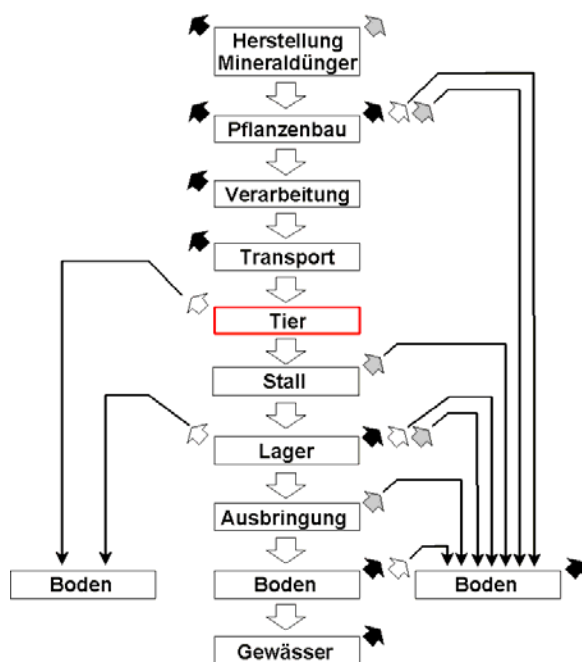 Herstellung
Mineraldünger
Pflanzenbau
Verarbeitung
Transport
Tier
Stall
Lager
Ausbringung
Boden
Boden
Boden
Gewässer